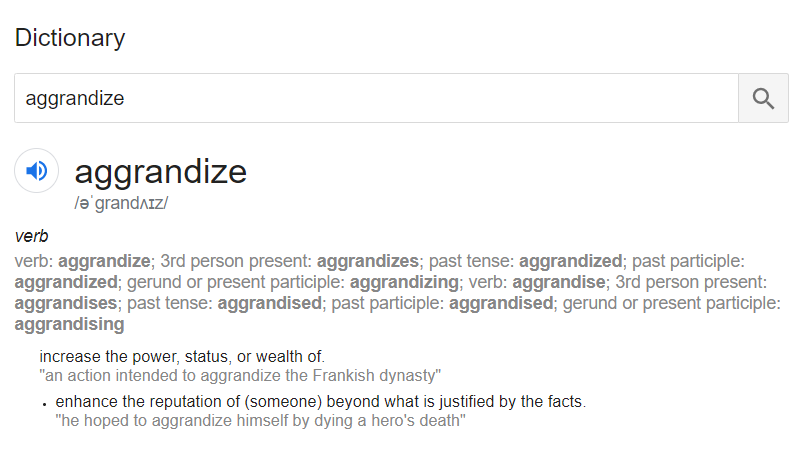 Dictionary
aggrandize
aggrandize
/əˈɡrandʌɪz/
verb
verb: aggrandize; 3rd person present: aggrandizes; past tense: aggrandized; past participle:
aggrandized; gerund or present participle: aggrandizing; verb: aggrandise; 3rd person present:
aggrandises; past tense: aggrandised; past participle: aggrandised; gerund or present participle:
aggrandising
increase the power, status, or wealth of.
"an action intended to aggrandize the Frankish dynasty"
• enhance the reputation of (someone) beyond what is justified by the facts.
"he hoped to aggrandize himself by dying a hero's death"